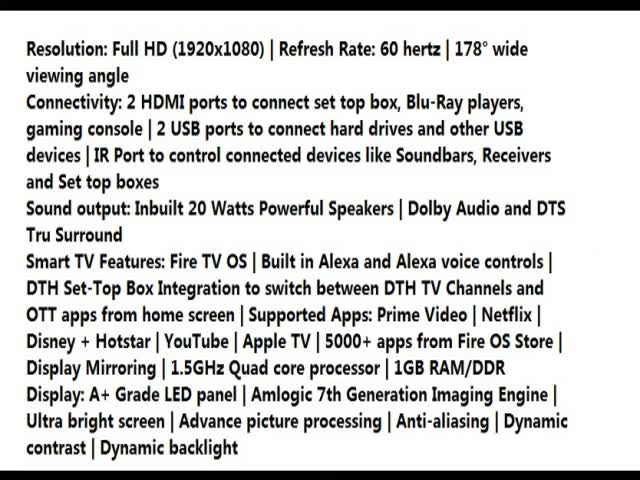 Resolution: Full HD (1920x1080) | Refresh Rate: 60 hertz | 178° wide
viewing angle
Connectivity: 2 HDMI ports to connect set top box, Blu-Ray players,
gaming console | 2 USB ports to connect hard drives and other USB
devices | IR Port to control connected devices like Soundbars, Receivers
and Set top boxes
Sound output: Inbuilt 20 Watts Powerful Speakers | Dolby Audio and DTS
Tru Surround
Smart TV Features: Fire TV OS | Built in Alexa and Alexa voice controls |
DTH Set-Top Box Integration to switch between DTH TV Channels and
OTT apps from home screen | Supported Apps: Prime Video | Netflix |
Disney + Hotstar | YouTube | Apple TV | 5000+ apps from Fire OS Store |
Display Mirroring | 1.5GHz Quad core processor | 1GB RAM/DDR
Display: A+ Grade LED panel | Amlogic 7th Generation Imaging Engine |
Ultra bright screen | Advance picture processing | Anti-aliasing | Dynamic
contrast | Dynamic backlight